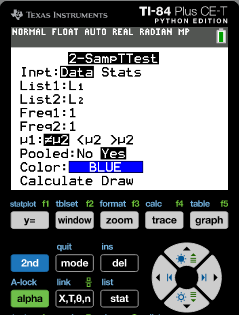 TEXAS INSTRUMENTS TI-84 Plus CE-T
PYTHON EDITION
NORMAL FLOAT AUTO REAL RADIAN MP
2-SampTTest
Inpt:Data Stats
List1:L₁
List2:L₂
Freq1:1
Freq2:1
μ1:≠μ2 <μ2 >μ2
Pooled:No Yes
Color: BLUE
Calculate Draw
statplot f1 tblset f2 format f3 calc f4 table f5
y= window zoom trace graph
quit ins
2nd mode del
A-lock link list
alpha X,T,θ,n stat